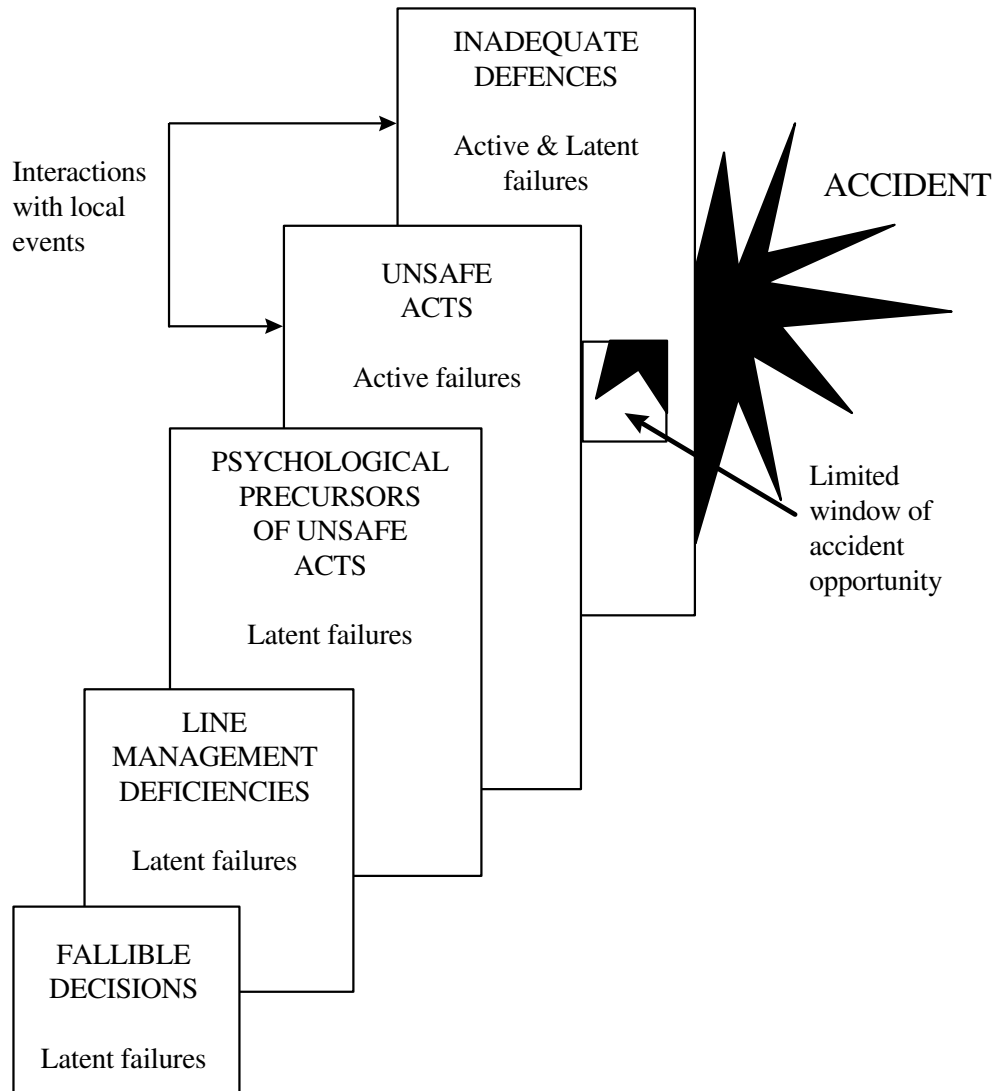 INADEQUATE
DEFENCES
Active & Latent
failures
Interactions
with local
events
ACCIDENT
UNSAFE
ACTS
Active failures
PSYCHOLOGICAL
PRECURSORS
OF UNSAFE
ACTS
Latent failures
Limited
window of
accident
opportunity
LINE
MANAGEMENT
DEFICIENCIES
Latent failures
FALLIBLE
DECISIONS
Latent failures